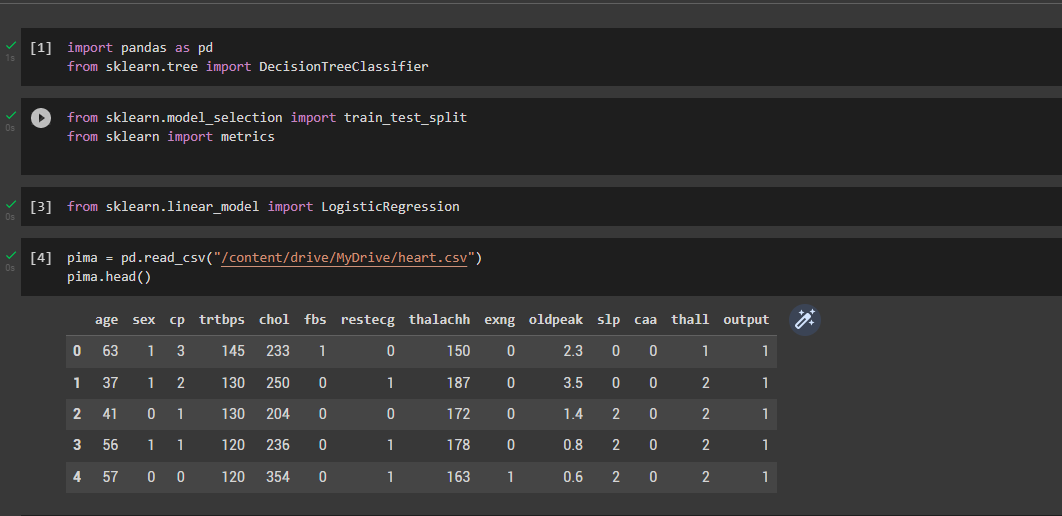 1s
[1] import pandas as pd
from sklearn.tree import DecisionTreeClassifier
0s
from sklearn.model_selection import train_test_split
from sklearn import metrics
0s
[3] from sklearn.linear_model import LogisticRegression
0s
[4] pima = pd.read_csv("/content/drive/MyDrive/heart.csv")
pima.head()
age sex cp trtbps chol fbs restecg thalachh exng oldpeak slp caa thall output
0 63 1 3 145 233 1 0 150 0 2.3 0 0 1 1
1 37 1 2 130 250 0 1 187 0 3.5 0 0 2 1
2 41 0 1 130 204 0 0 172 0 1.4 2 0 2 1
3 56 1 1 120 236 0 1 178 0 0.8 2 0 2 1
4 57 0 0 120 354 0 1 163 1 0.6 2 0 2 1